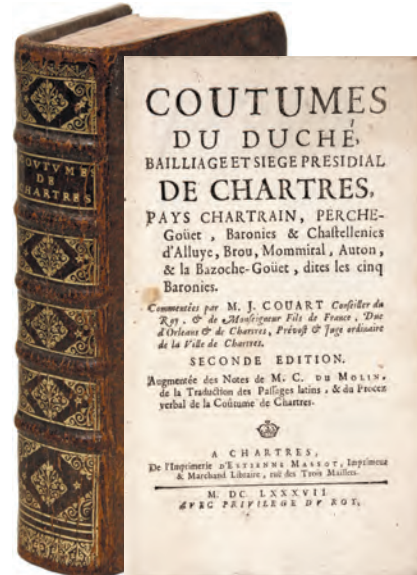 COUTUMES
DE
CHARTRES
COUTUMES
DU DUCHÉ,
BAILLIAGE ET SIEGE PRESIDIAL
DE CHARTRES,
PAYS CHARTRAIN, PERCHE-
Goüet, Baronies & Chastellenies
d'Alluye, Brou, Mommiral, Auton,
& la Bazoche-Goüet, dites les cinq
Baronies.
Commentées par M. J. COUART Conseiller du
Roy, & de Monseigneur Fils de France, Duc
d'Orleans & de Chartres, Prévost & Juge ordinaire
de la Ville de Chartres.
SECONDE EDITION.
Augmentée des Notes de M. C. DU MOLIN,
de la Traduction des Passages latins, & du Procez
verbal de la Coûtume de Chartres.
A CHARTRES,
De l'Imprimerie d'ESTIENNE MASSOT, Imprimeur
& Marchand Libraire, ruë des Trois Maillets.
M. DC. LXXXVII
AVEC PRIVILEGE DU ROY.